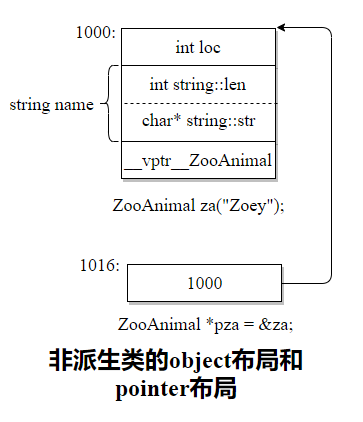 1000:
int loc
string name
int string::len
char* string::str
__vptr__ZooAnimal
ZooAnimal za("Zoey");
1016:
1000
ZooAnimal *pza = &za;
非派生类的object布局和
pointer布局